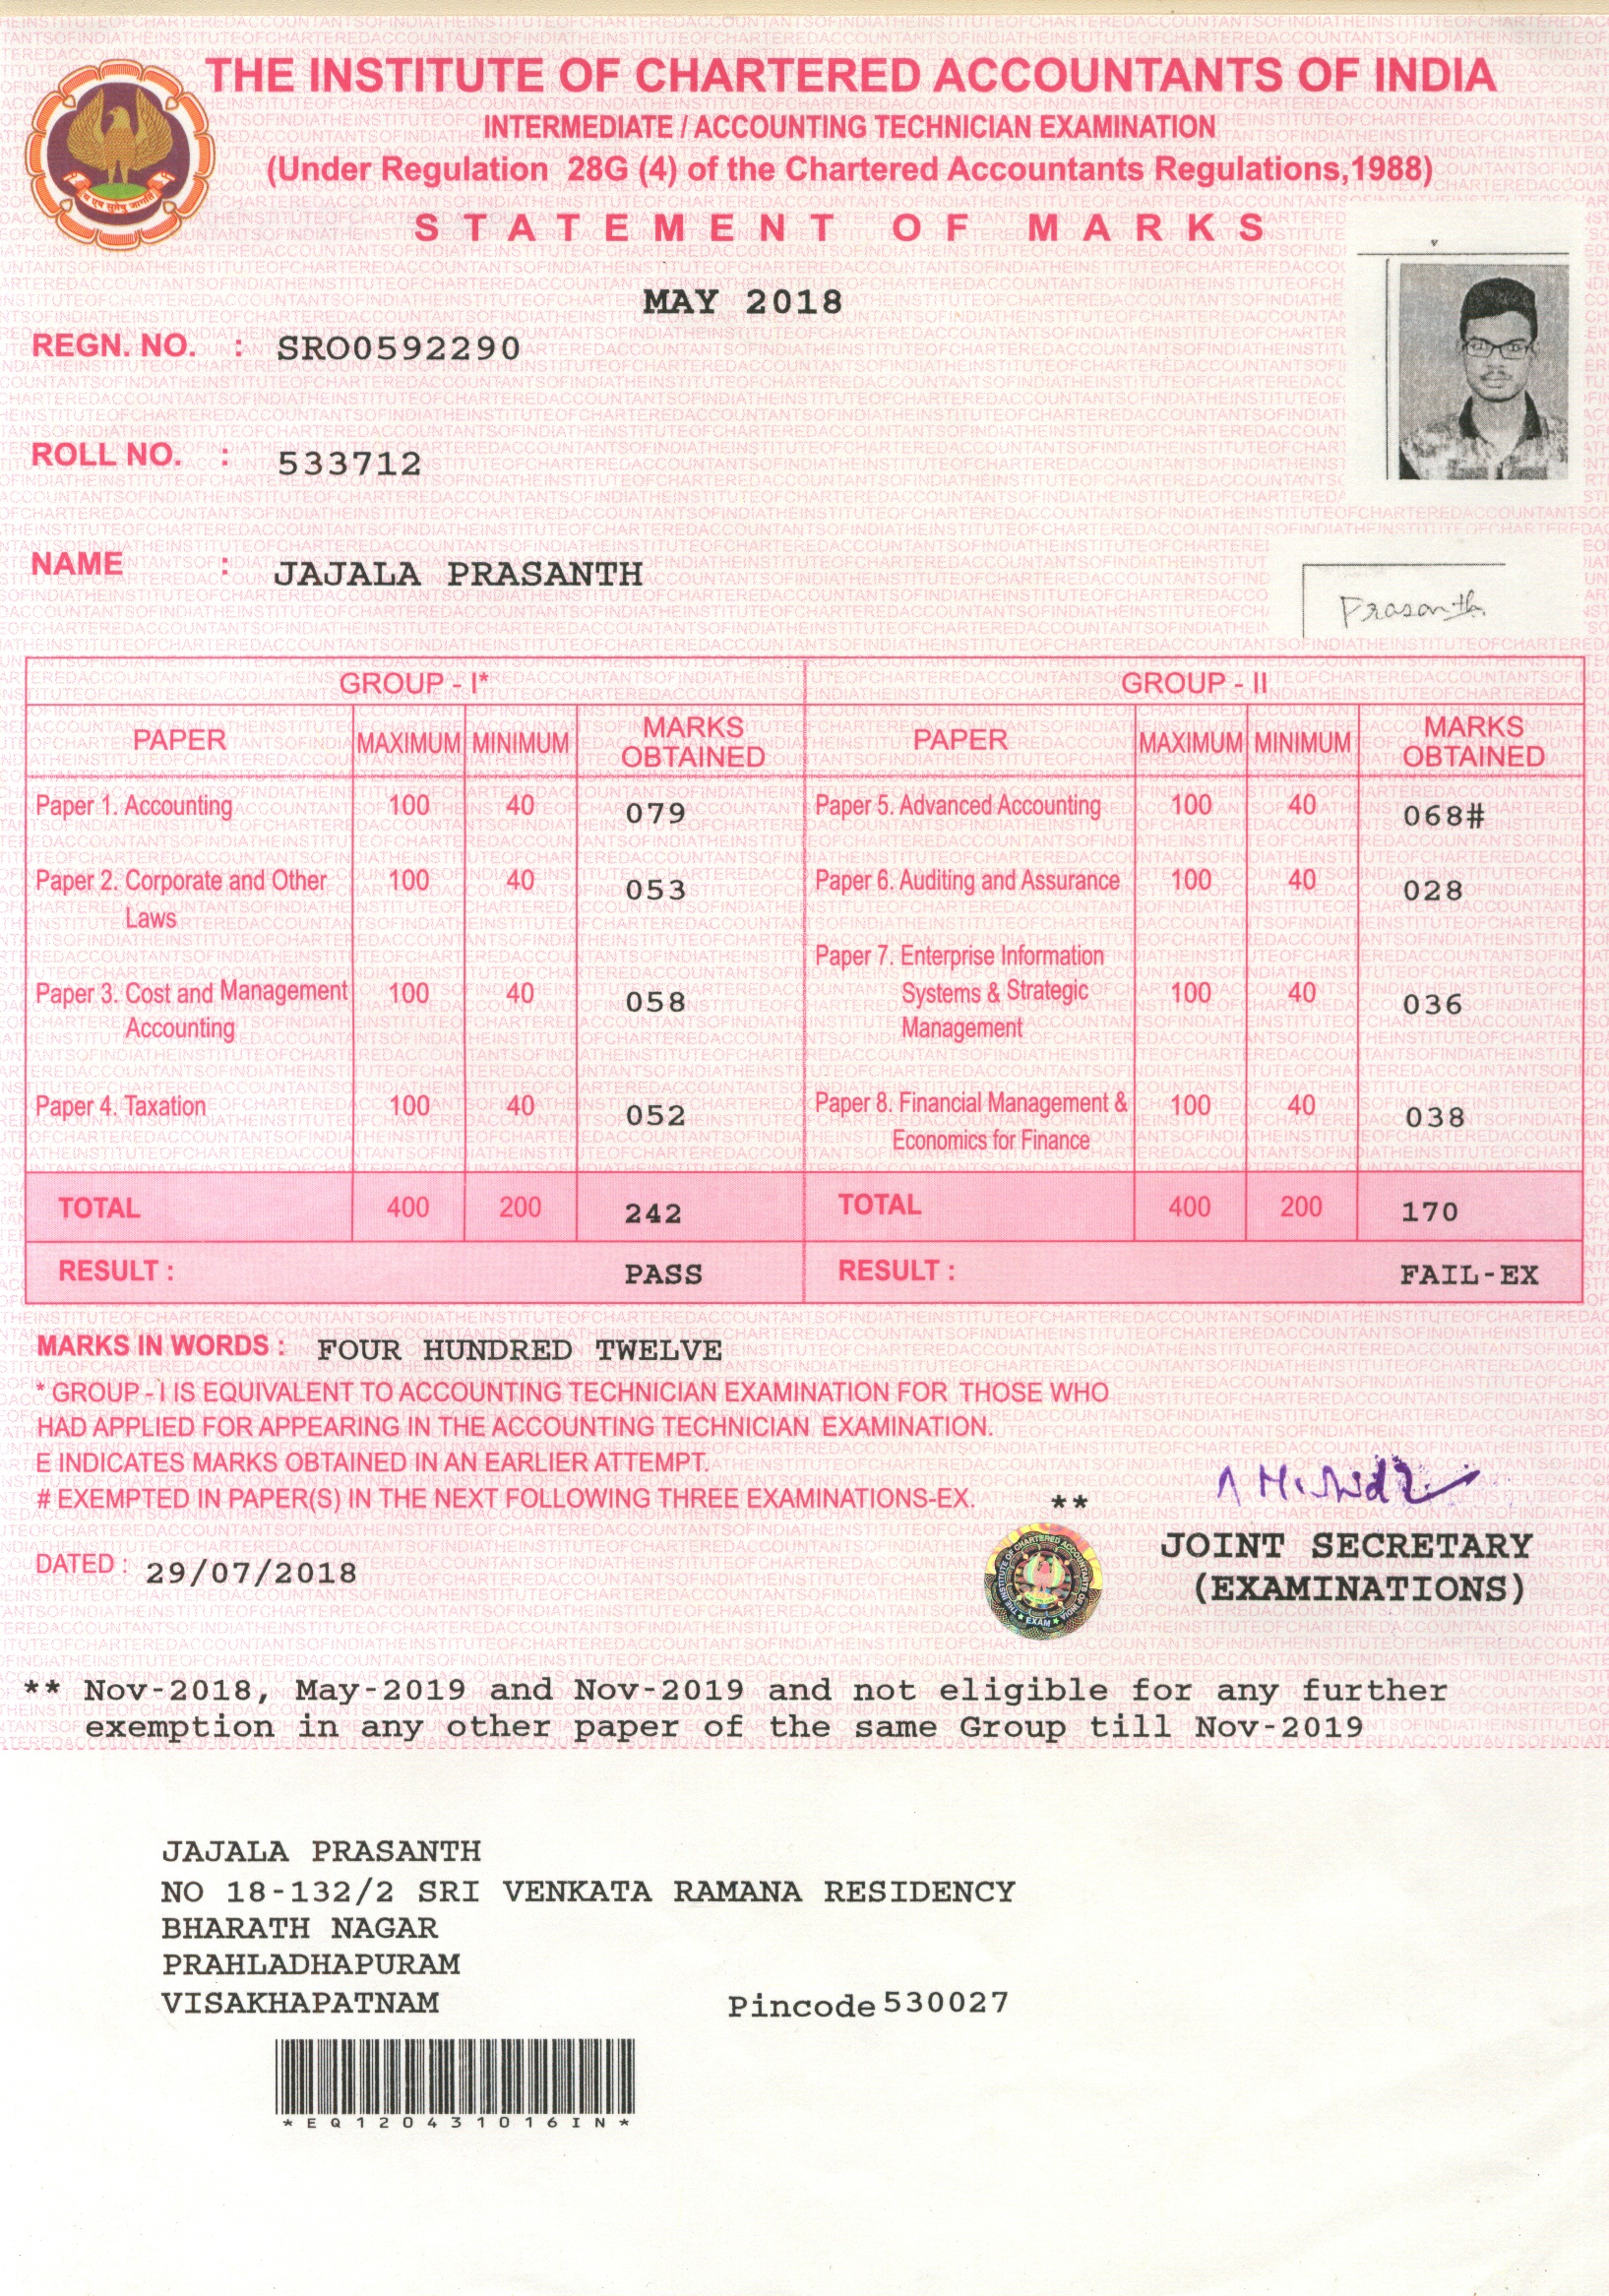 THE INSTITUTE OF CHARTERED ACCOUNTANTS OF INDIA
INTERMEDIATE / ACCOUNTING TECHNICIAN EXAMINATION
(Under Regulation 28G (4) of the Chartered Accountants Regulations,1988)
STATEMENT OF MARKS
MAY 2018
REGN. NO. : SRO0592290
ROLL NO. : 533712
NAME : JAJALA PRASANTH
Prasanth
GROUP - I* GROUP - II
PAPER MAXIMUM MINIMUM MARKS OBTAINED PAPER MAXIMUM MINIMUM MARKS OBTAINED
Paper 1. Accounting 100 40 079 Paper 5. Advanced Accounting 100 40 068#
Paper 2. Corporate and Other Laws 100 40 053 Paper 6. Auditing and Assurance 100 40 028
Paper 3. Cost and Management Accounting 100 40 058 Paper 7. Enterprise Information Systems & Strategic Management 100 40 036
Paper 4. Taxation 100 40 052 Paper 8. Financial Management & Economics for Finance 100 40 038
TOTAL 400 200 242 TOTAL 400 200 170
RESULT : PASS RESULT : FAIL-EX
MARKS IN WORDS : FOUR HUNDRED TWELVE
* GROUP - I IS EQUIVALENT TO ACCOUNTING TECHNICIAN EXAMINATION FOR THOSE WHO
HAD APPLIED FOR APPEARING IN THE ACCOUNTING TECHNICIAN EXAMINATION.
E INDICATES MARKS OBTAINED IN AN EARLIER ATTEMPT.
# EXEMPTED IN PAPER(S) IN THE NEXT FOLLOWING THREE EXAMINATIONS-EX. **
DATED : 29/07/2018
THE INSTITUTE OF CHARTERED ACCOUNTANTS OF INDIA
EXAM
JOINT SECRETARY
(EXAMINATIONS)
** Nov-2018, May-2019 and Nov-2019 and not eligible for any further
exemption in any other paper of the same Group till Nov-2019
JAJALA PRASANTH
NO 18-132/2 SRI VENKATA RAMANA RESIDENCY
BHARATH NAGAR
PRAHLADHAPURAM
VISAKHAPATNAM Pincode 530027
*EQ120431016IN*